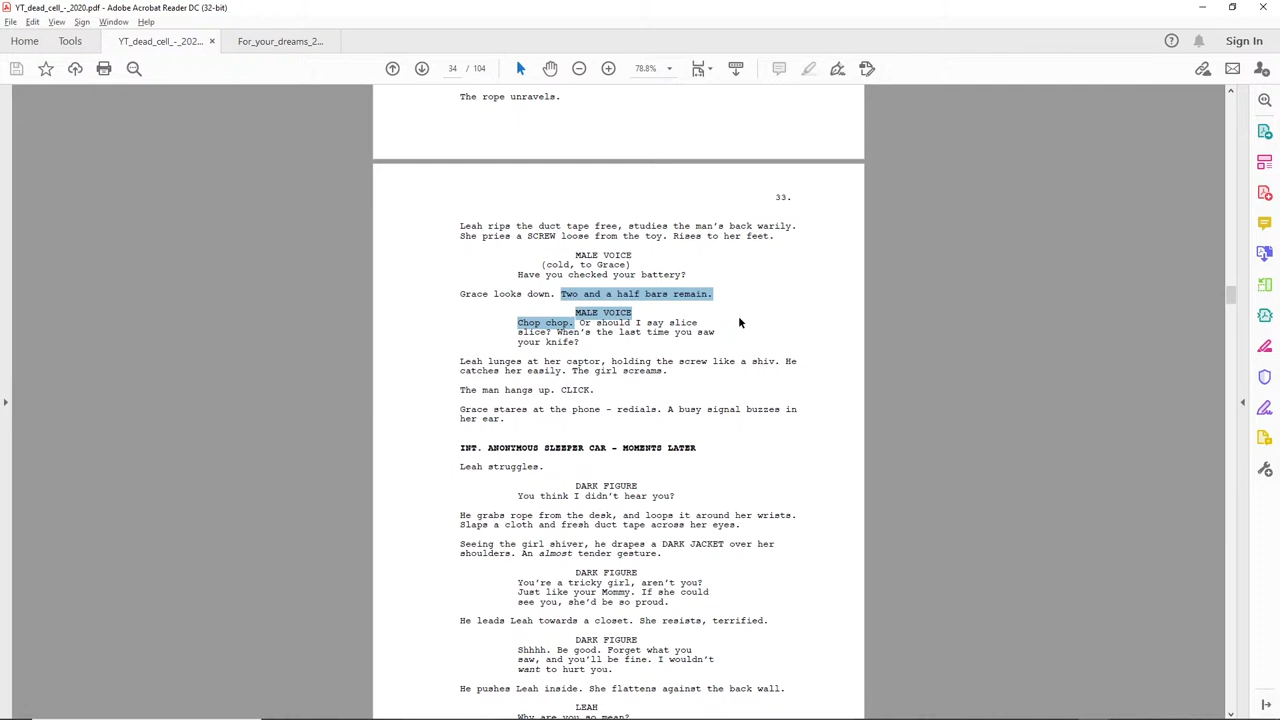 YT_dead_cell_-_2020.pdf - Adobe Acrobat Reader DC (32-bit)
File Edit View Sign Window Help
Home Tools YT_dead_cell_-_202... × For_your_dreams_2... Sign In
34 / 104 78.8%
The rope unravels.
33.
Leah rips the duct tape free, studies the man's back warily.
She pries a SCREW loose from the toy. Rises to her feet.
MALE VOICE
(cold, to Grace)
Have you checked your battery?
Grace looks down. Two and a half bars remain.
MALE VOICE
Chop chop. Or should I say slice
slice? When's the last time you saw
your knife?
Leah lunges at her captor, holding the screw like a shiv. He
catches her easily. The girl screams.
The man hangs up. CLICK.
Grace stares at the phone - redials. A busy signal buzzes in
her ear.
INT. ANONYMOUS SLEEPER CAR - MOMENTS LATER
Leah struggles.
DARK FIGURE
You think I didn't hear you?
He grabs rope from the desk, and loops it around her wrists.
Slaps a cloth and fresh duct tape across her eyes.
Seeing the girl shiver, he drapes a DARK JACKET over her
shoulders. An almost tender gesture.
DARK FIGURE
You're a tricky girl, aren't you?
Just like your Mommy. If she could
see you, she'd be so proud.
He leads Leah towards a closet. She resists, terrified.
DARK FIGURE
Shhhh. Be good. Forget what you
saw, and you'll be fine. I wouldn't
want to hurt you.
He pushes Leah inside. She flattens against the back wall.
LEAH
Why are you so mean?